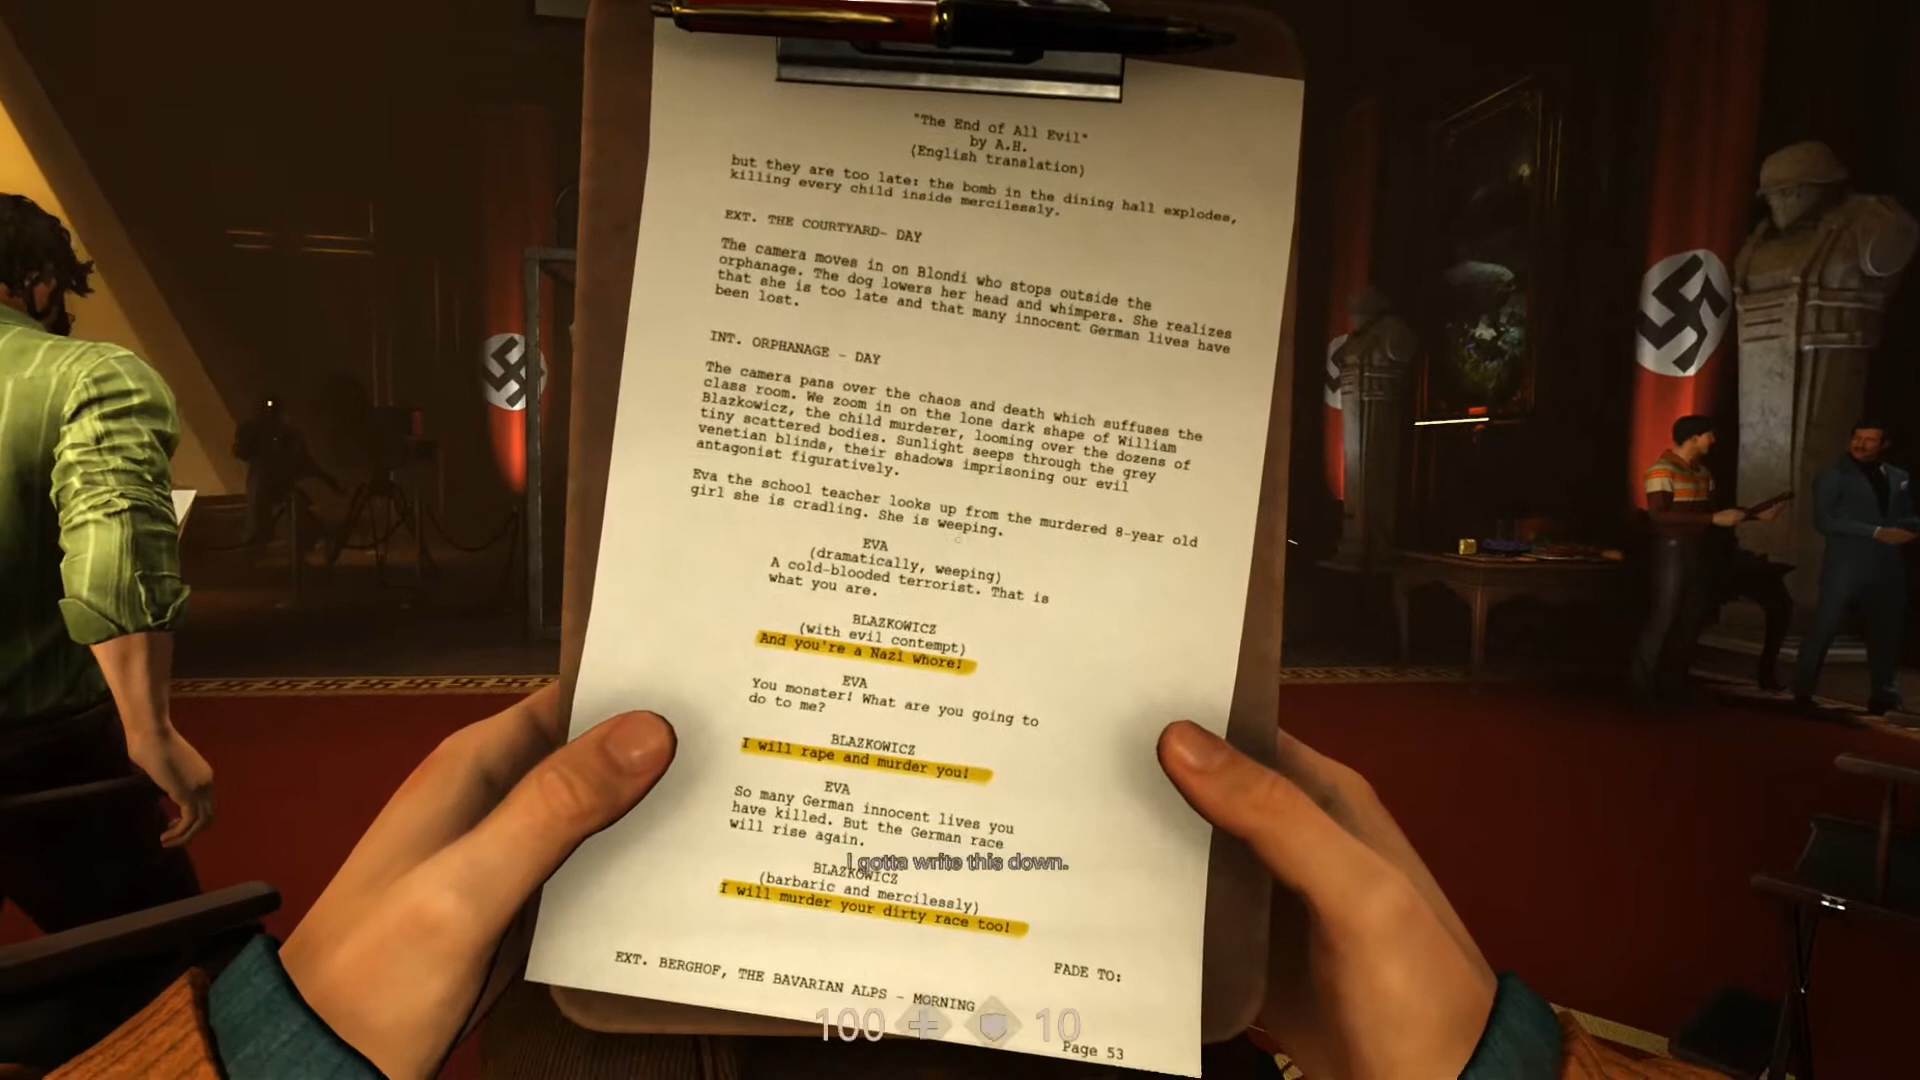 "The End of All Evil"
by A.H.
(English translation)
but they are too late: the bomb in the dining hall explodes,
killing every child inside mercilessly.
EXT. THE COURTYARD- DAY
The camera moves in on Blondi who stops outside the
orphanage. The dog lowers her head and whimpers. She realizes
that she is too late and that many innocent German lives have
been lost.
INT. ORPHANAGE - DAY
The camera pans over the chaos and death which suffuses the
class room. We zoom in on the lone dark shape of William
Blazkowicz, the child murderer, looming over the dozens of
tiny scattered bodies. Sunlight seeps through the grey
venetian blinds, their shadows imprisoning our evil
antagonist figuratively.
Eva the school teacher looks up from the murdered 8-year old
girl she is cradling. She is weeping.
EVA
(dramatically, weeping)
A cold-blooded terrorist. That is
what you are.
BLAZKOWICZ
(with evil contempt)
And you're a Nazi whore!
EVA
You monster! What are you going to
do to me?
BLAZKOWICZ
I will rape and murder you!
EVA
So many German innocent lives you
have killed. But the German race
will rise again.
I gotta write this down.
BLAZKOWICZ
(barbaric and mercilessly)
I will murder your dirty race too!
FADE TO:
EXT. BERGHOF, THE BAVARIAN ALPS - MORNING
100 10
Page 53